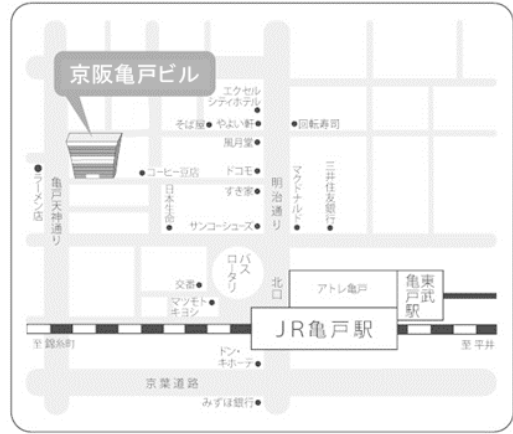 京阪亀戸ビル
エクセル
シティホテル
そば屋
やよい軒
回転寿司
風月堂
ラーメン店
亀戸天神通り
コーヒー豆店
ドコモ
日本生命
すき家
明治通り
マクドナルド
三井住友銀行
サンコーシューズ
バス
ロータリー
北口
交番
マツモト
キヨシ
アトレ亀戸
東武
亀戸駅
JR亀戸駅
至錦糸町
至平井
ドン・
キホーテ
京葉道路
みずほ銀行